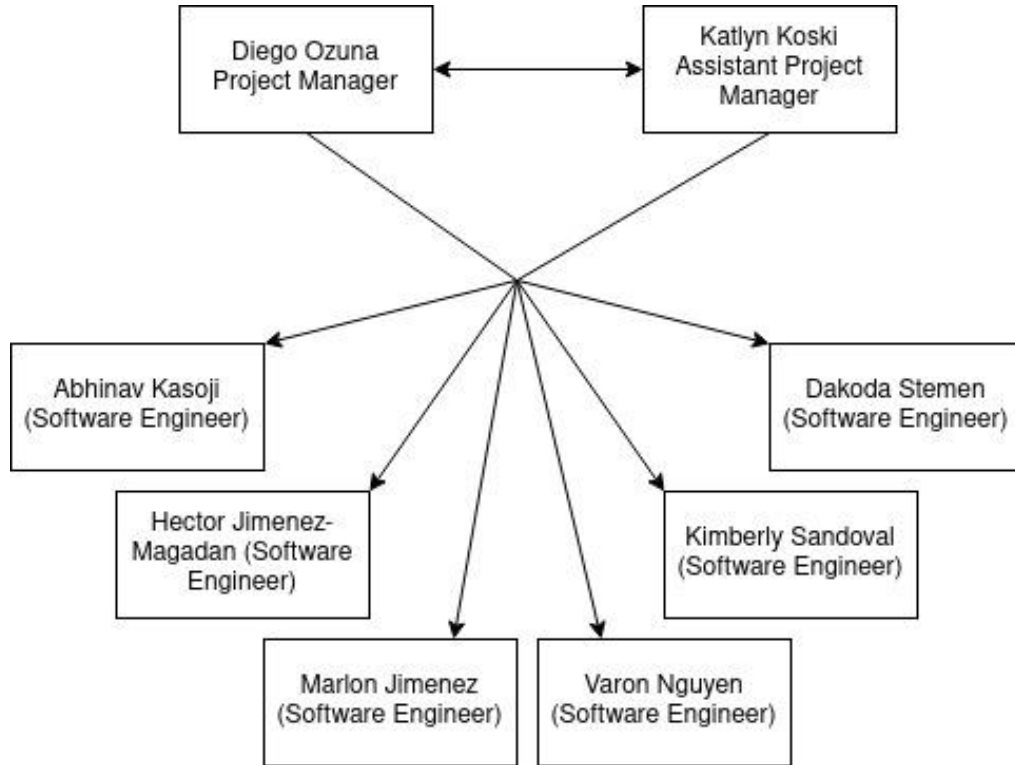 Diego Ozuna
Project Manager
Katlyn Koski
Assistant Project
Manager
Abhinav Kasoji
(Software Engineer)
Dakoda Stemen
(Software Engineer)
Hector Jimenez-
Magadan (Software
Engineer)
Kimberly Sandoval
(Software Engineer)
Marlon Jimenez
(Software Engineer)
Varon Nguyen
(Software Engineer)